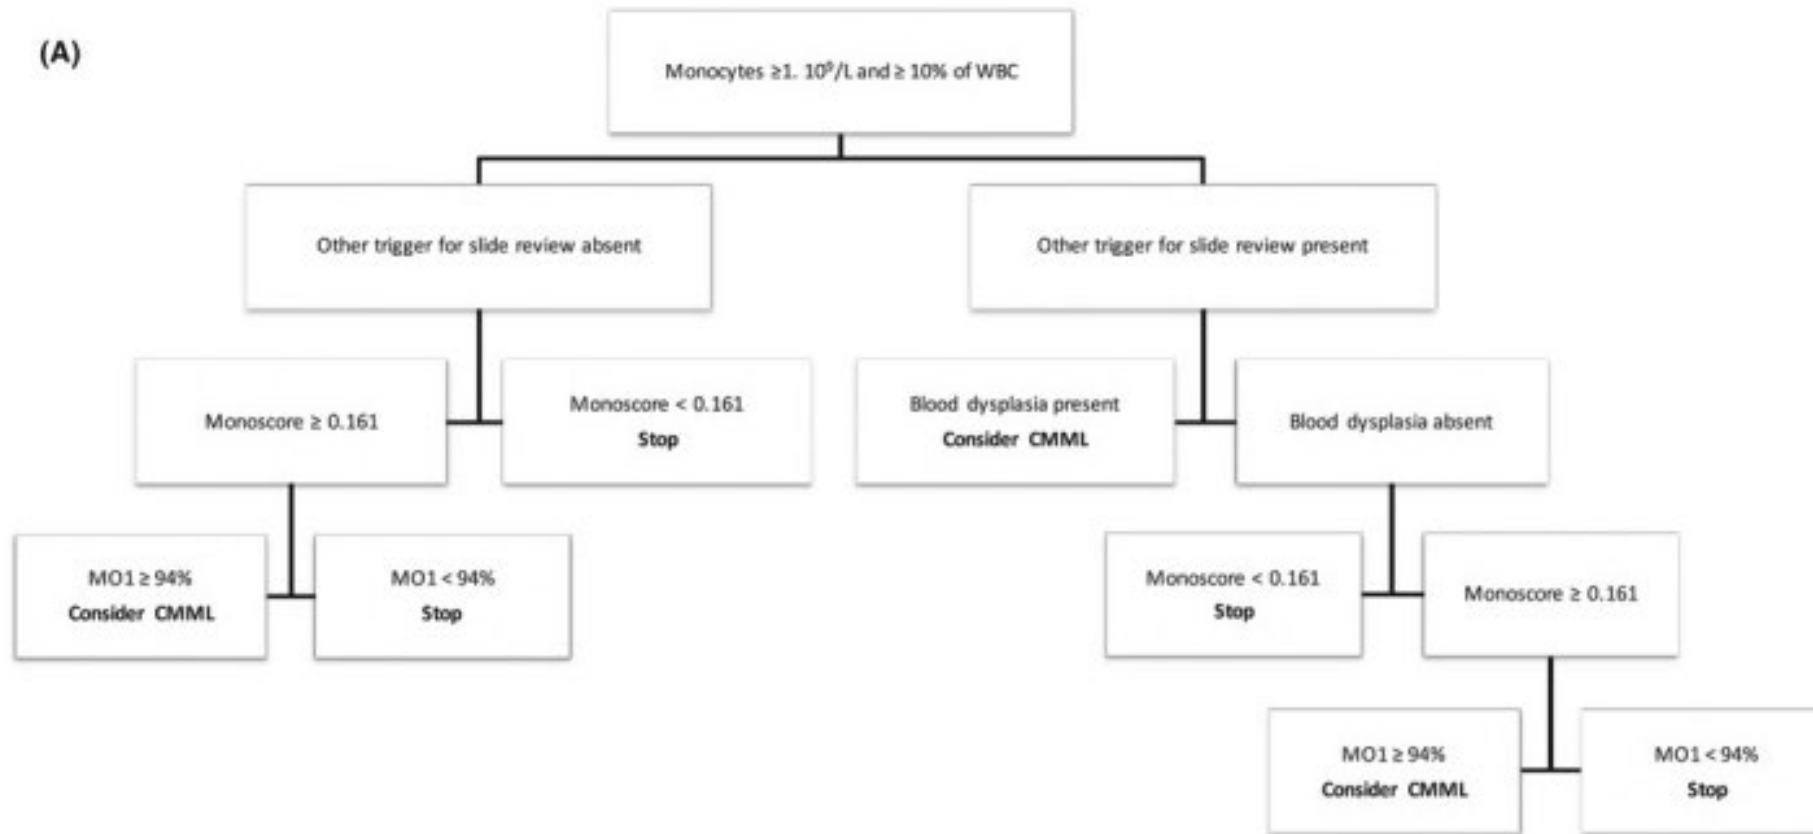 (A)
Monocytes ≥1. 10⁹/L and ≥ 10% of WBC
Other trigger for slide review absent
Other trigger for slide review present
Monoscore ≥ 0.161
Monoscore < 0.161
Stop
Blood dysplasia present
Consider CMML
Blood dysplasia absent
MO1 ≥ 94%
Consider CMML
MO1 < 94%
Stop
Monoscore < 0.161
Stop
Monoscore ≥ 0.161
MO1 ≥ 94%
Consider CMML
MO1 < 94%
Stop